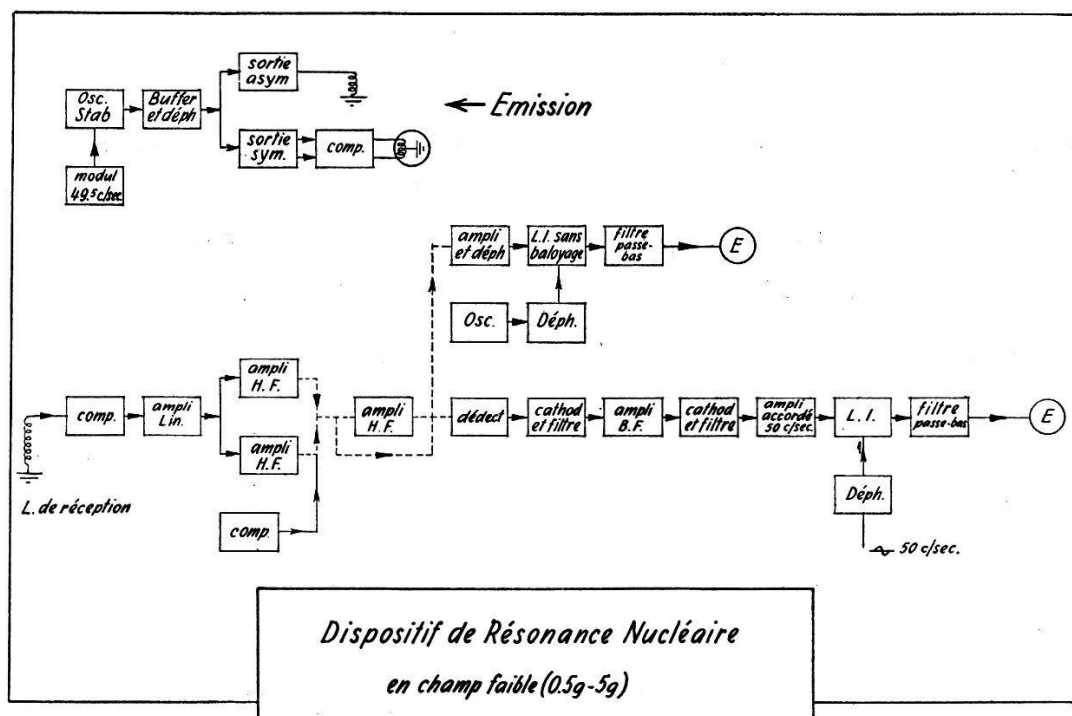 sortie
asym
Osc.
Stab
Buffer
et déph
← Emission
sortie
sym.
comp.
modul
49.5 c/sec.
ampli
et déph
L.I. sans
baloyage
filtre
passe-
bas
E
Osc.
Déph.
ampli
H.F.
comp.
ampli
Lin.
ampli
H.F.
ampli
H.F.
dédect
cathod
et filtre
ampli
B.F.
cathod
et filtre
ampli
accordé
50 c/sec.
L.I.
filtre
passe-bas
E
L. de réception
comp.
Déph.
50 c/sec.
Dispositif de Résonance Nucléaire
en champ faible (0.5g-5g)